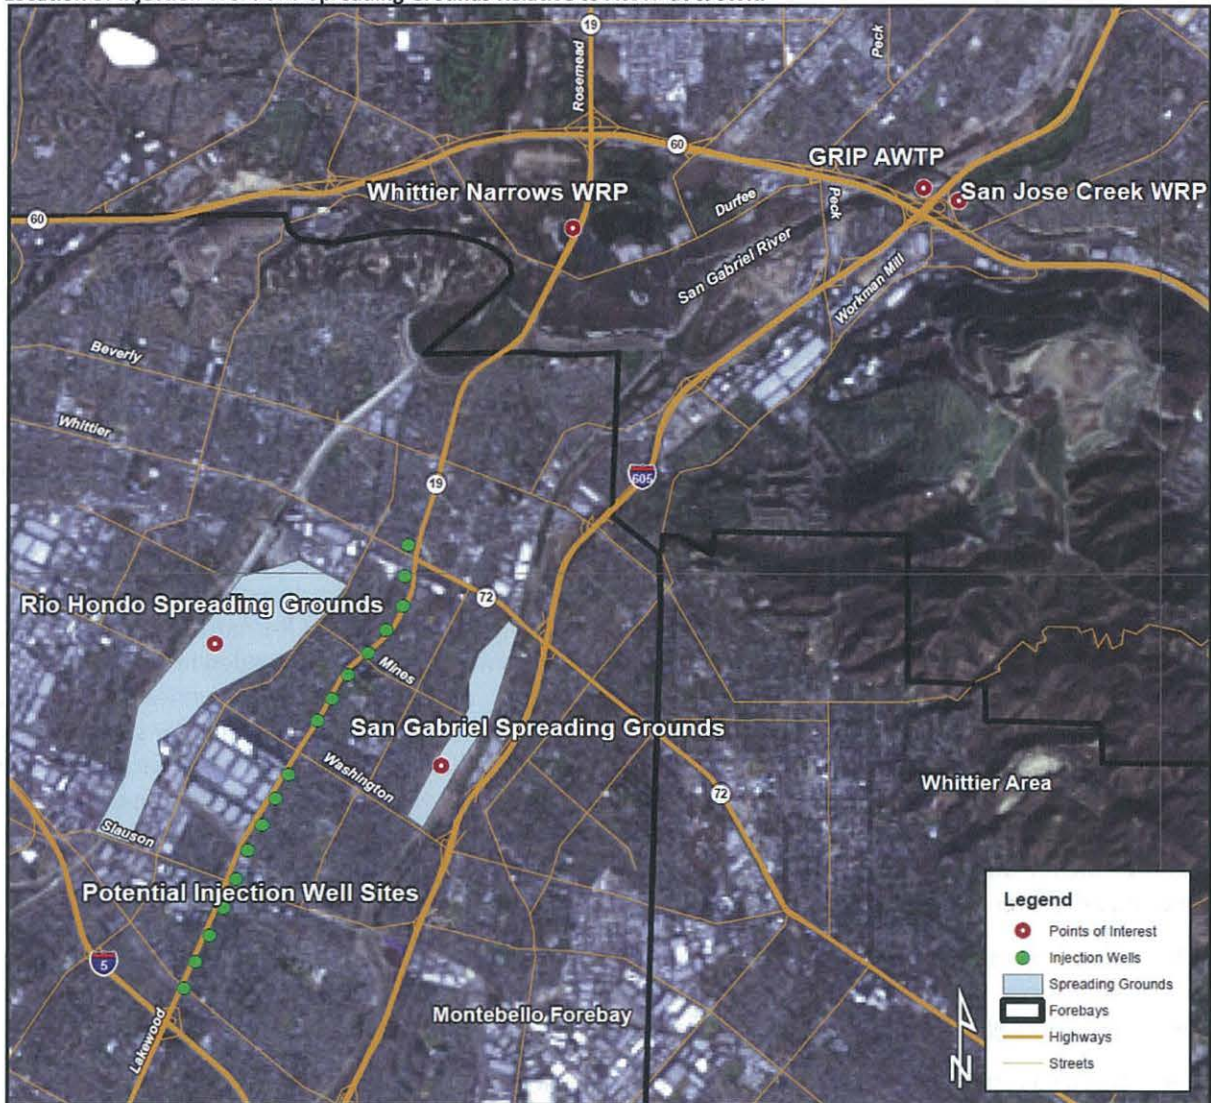 19
Rosemead
Peck
60
GRIP AWTP
Whittier Narrows WRP
San Jose Creek WRP
Durfee
Peck
60
San Gabriel River
Workman Mill
Beverly
Whittier
605
19
72
Rio Hondo Spreading Grounds
Mines
San Gabriel Spreading Grounds
Washington
Whittier Area
72
Slauson
Potential Injection Well Sites
5
Montebello Forebay
Lakewood
Legend
Points of Interest
Injection Wells
Spreading Grounds
Forebays
Highways
Streets
N